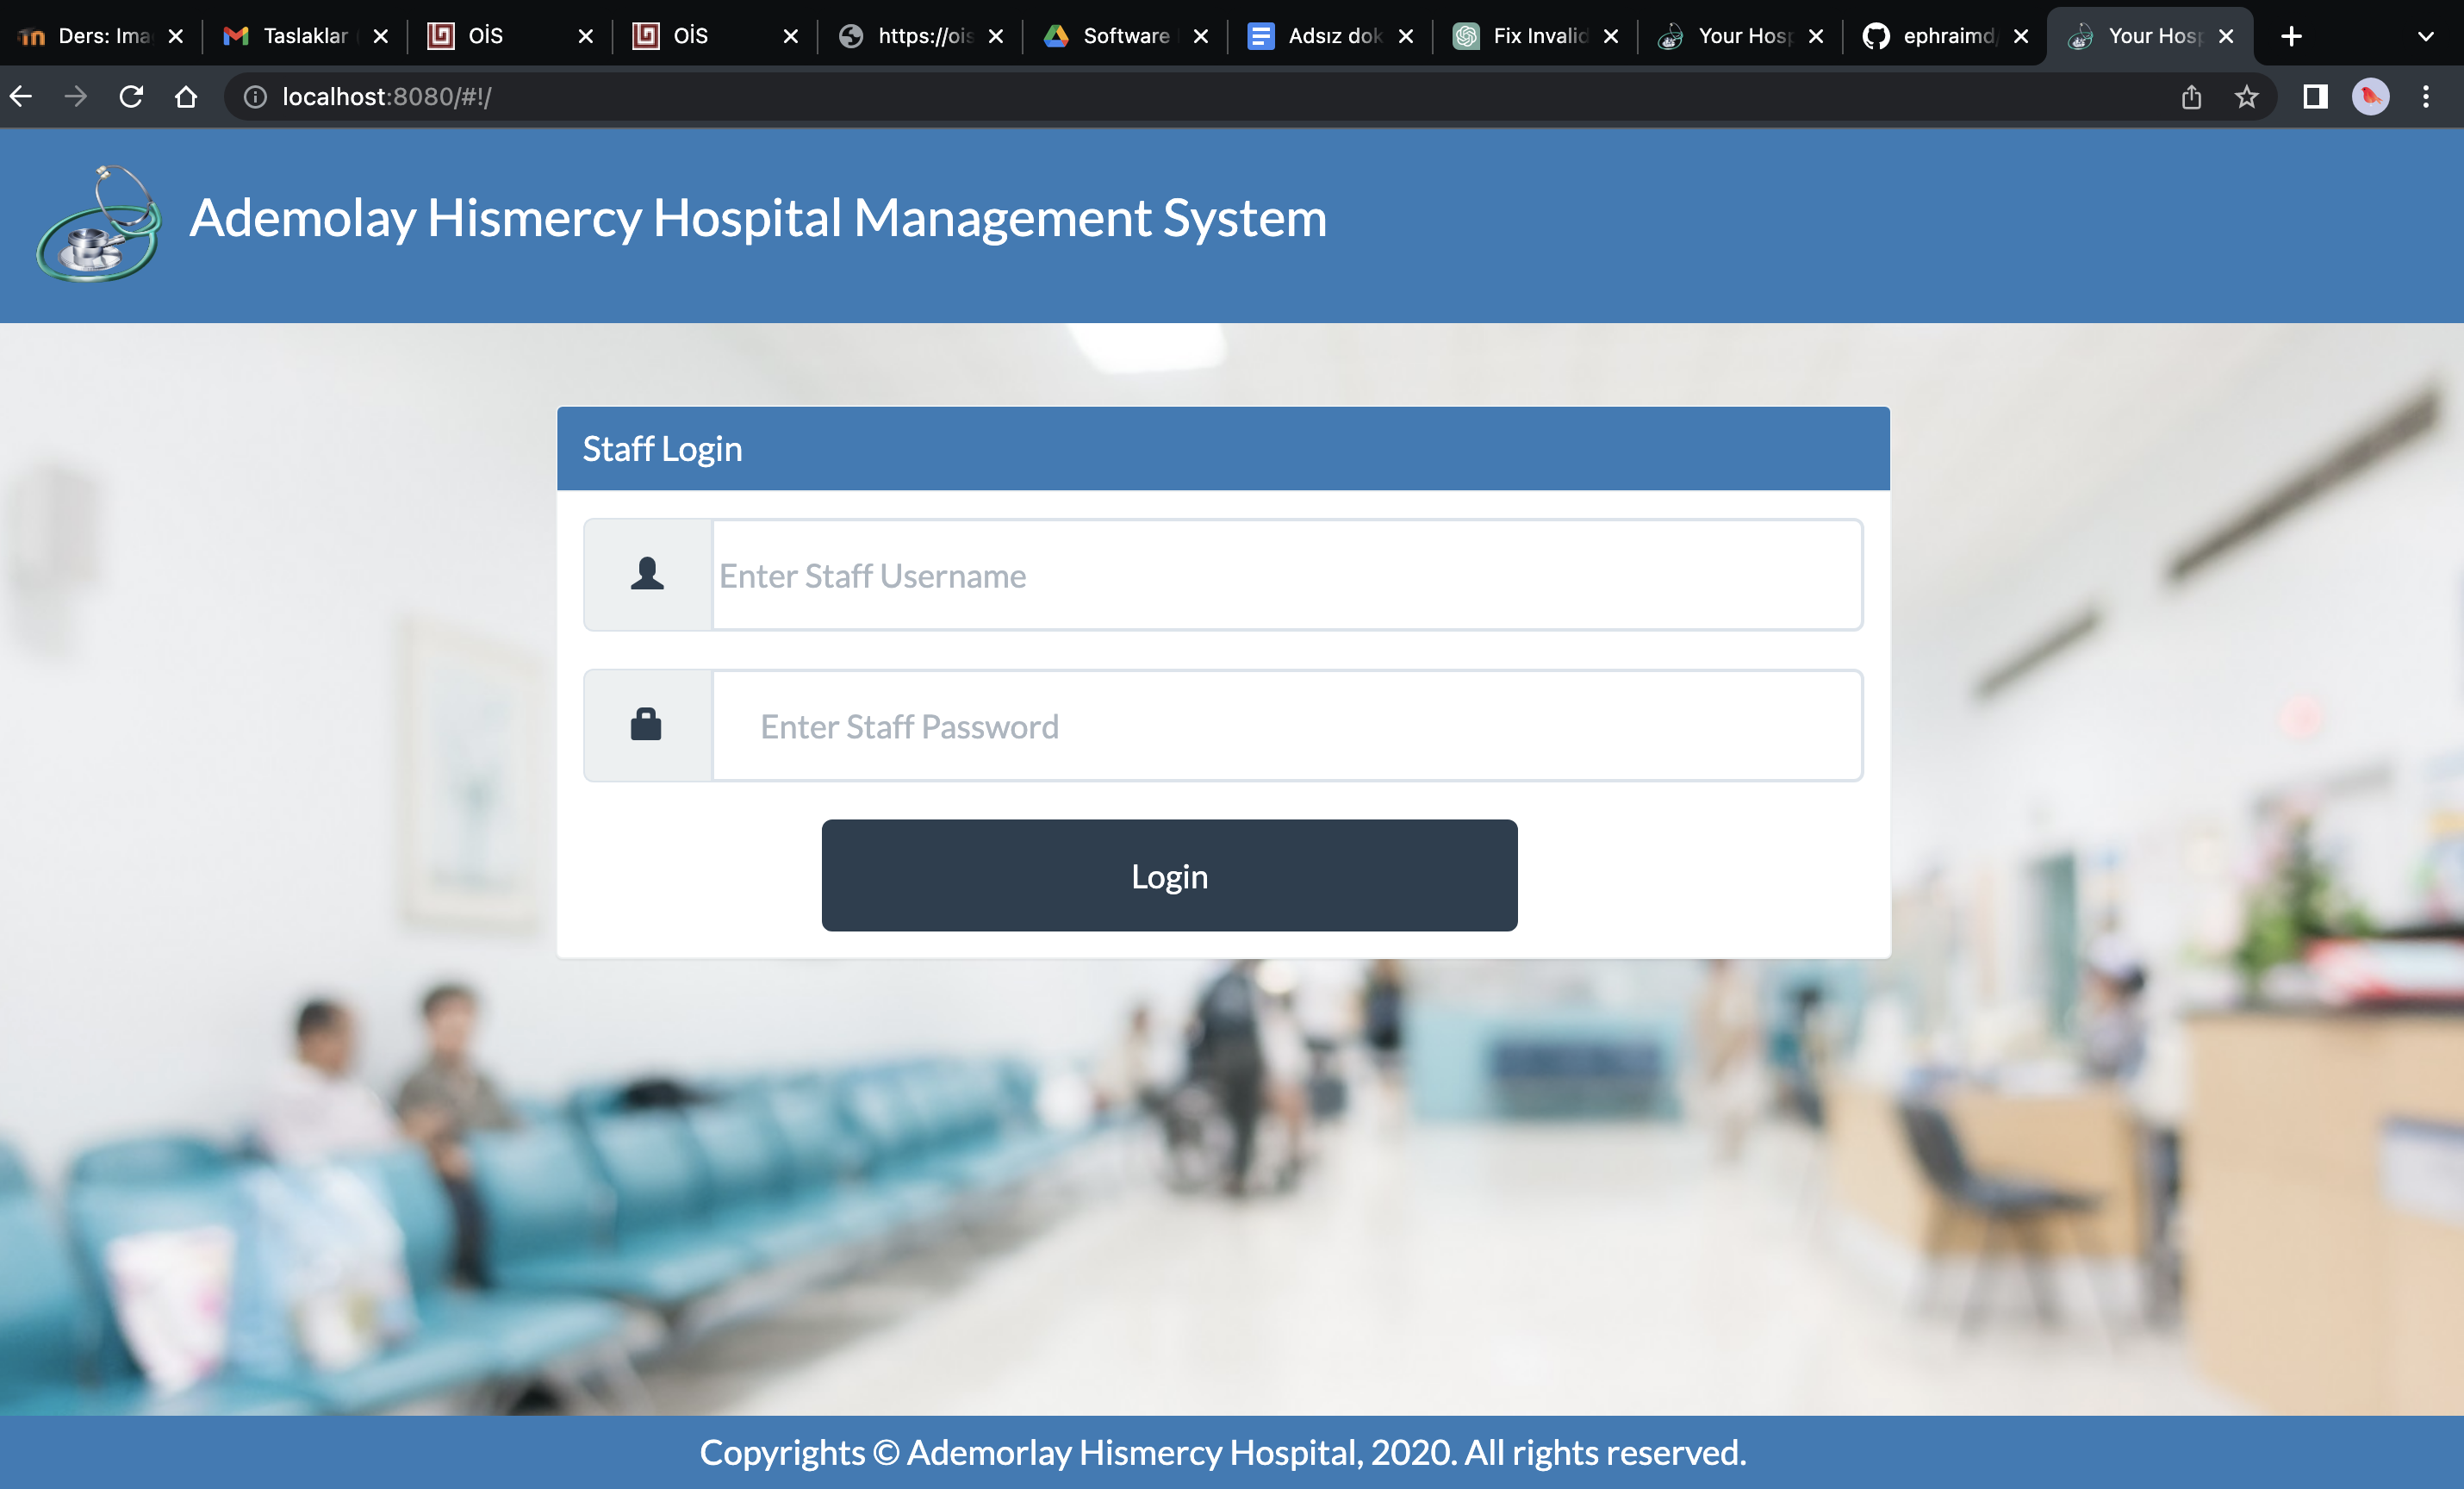 Ders: Ima
Taslaklar
OİS
OİS
https://ois
Software
Adsız dok
Fix Invalid
Your Hosp
ephraimd/
Your Hosp
localhost:8080/#!/
Ademolay Hismercy Hospital Management System
Staff Login
Enter Staff Username
Enter Staff Password
Login
Copyrights © Ademorlay Hismercy Hospital, 2020. All rights reserved.